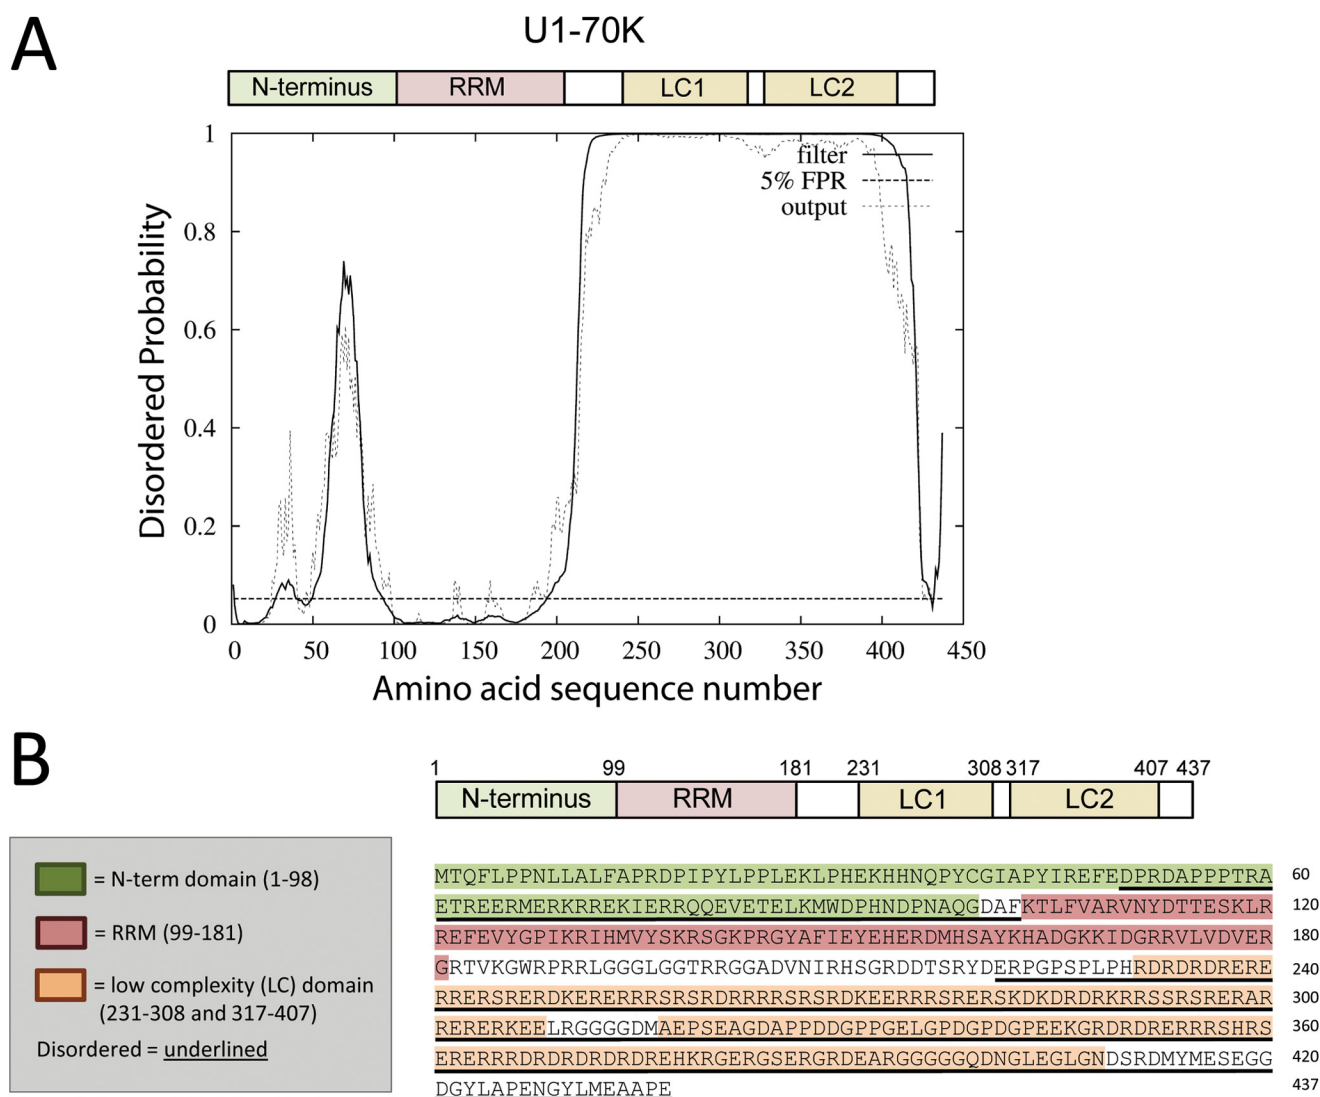 A
U1-70K
N-terminus RRM LC1 LC2
1
0.8
0.6
0.4
0.2
0
filter
5% FPR
output
Disordered Probability
0 50 100 150 200 250 300 350 400 450
Amino acid sequence number
B
1 99 181 231 308 317 407 437
N-terminus RRM LC1 LC2
= N-term domain (1-98)
= RRM (99-181)
= low complexity (LC) domain
(231-308 and 317-407)
Disordered = underlined
MTQFLPPNLLALFAPRDPIPYLPPLEKLPHEKHHNQPYCGIAPYIREFEDPRDAPPPTRA 60
ETREERMERKRREKIERRQQEVETELKMWDPHNDPNAQGDAFKTLFVARVNYDTTESKLR 120
REFEVYGPIKRIHMVYSKRSGKPRGYAFIEYEHERDMHSAYKHADGKKIDGRRVLVDVER 180
GRTVKGWRPRRLGGGLGGTRRGGADVNIRHSGRDDTSRYDERPGPSPLPHRDRDRDRERE 240
RRERSRERDKERERRRSRSRDRRRRSRSRDKEERRRSRERSKDKDRDRKRRSSRSRERAR 300
RERERKEELRGGGGDMAEPSEAGDAPPDDGPPGELGPDGPDGPEEKGRDRDRERRRSHRS 360
ERERRRDRDRDRDRDREHKRGERGSERGRDEARGGGGGQDNGLEGLGNDSRDMYMESEGG 420
DGYLAPENGYLMEAAPE 437